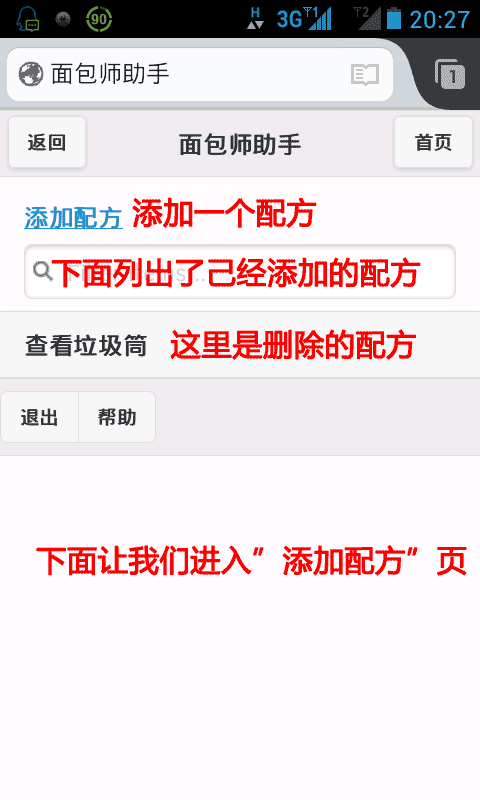 90 H 3G 1 2 20:27
面包师助手 1
返回 面包师助手 首页
添加配方 添加一个配方
下面列出了己经添加的配方
查看垃圾筒 这里是删除的配方
退出 帮助
下面让我们进入”添加配方”页